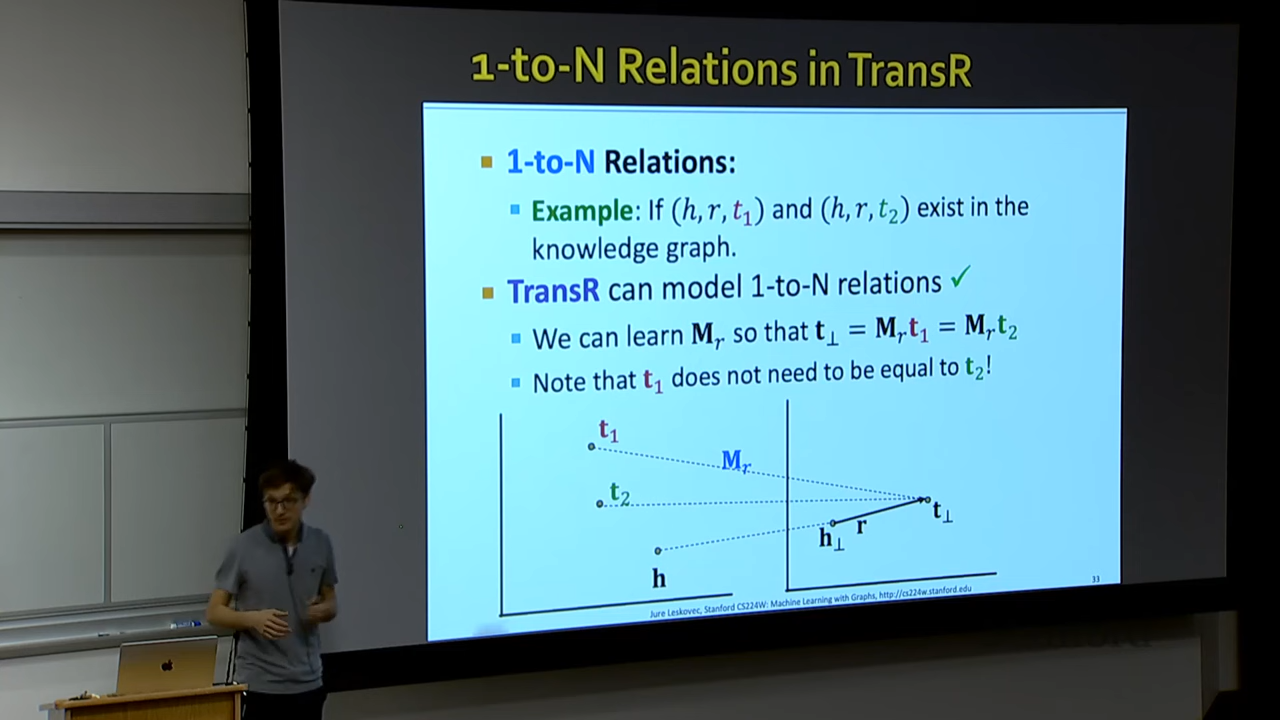 1-to-N Relations in TransR
1-to-N Relations:
Example: If (h, r, t₁) and (h, r, t₂) exist in the
knowledge graph.
TransR can model 1-to-N relations ✓
We can learn Mᵣ so that t⊥ = Mᵣt₁ = Mᵣt₂
Note that t₁ does not need to be equal to t₂!
t₁
Mᵣ
t₂
t⊥
h⊥
r
h
33
Jure Leskovec, Stanford CS224W: Machine Learning with Graphs, http://cs224w.stanford.edu